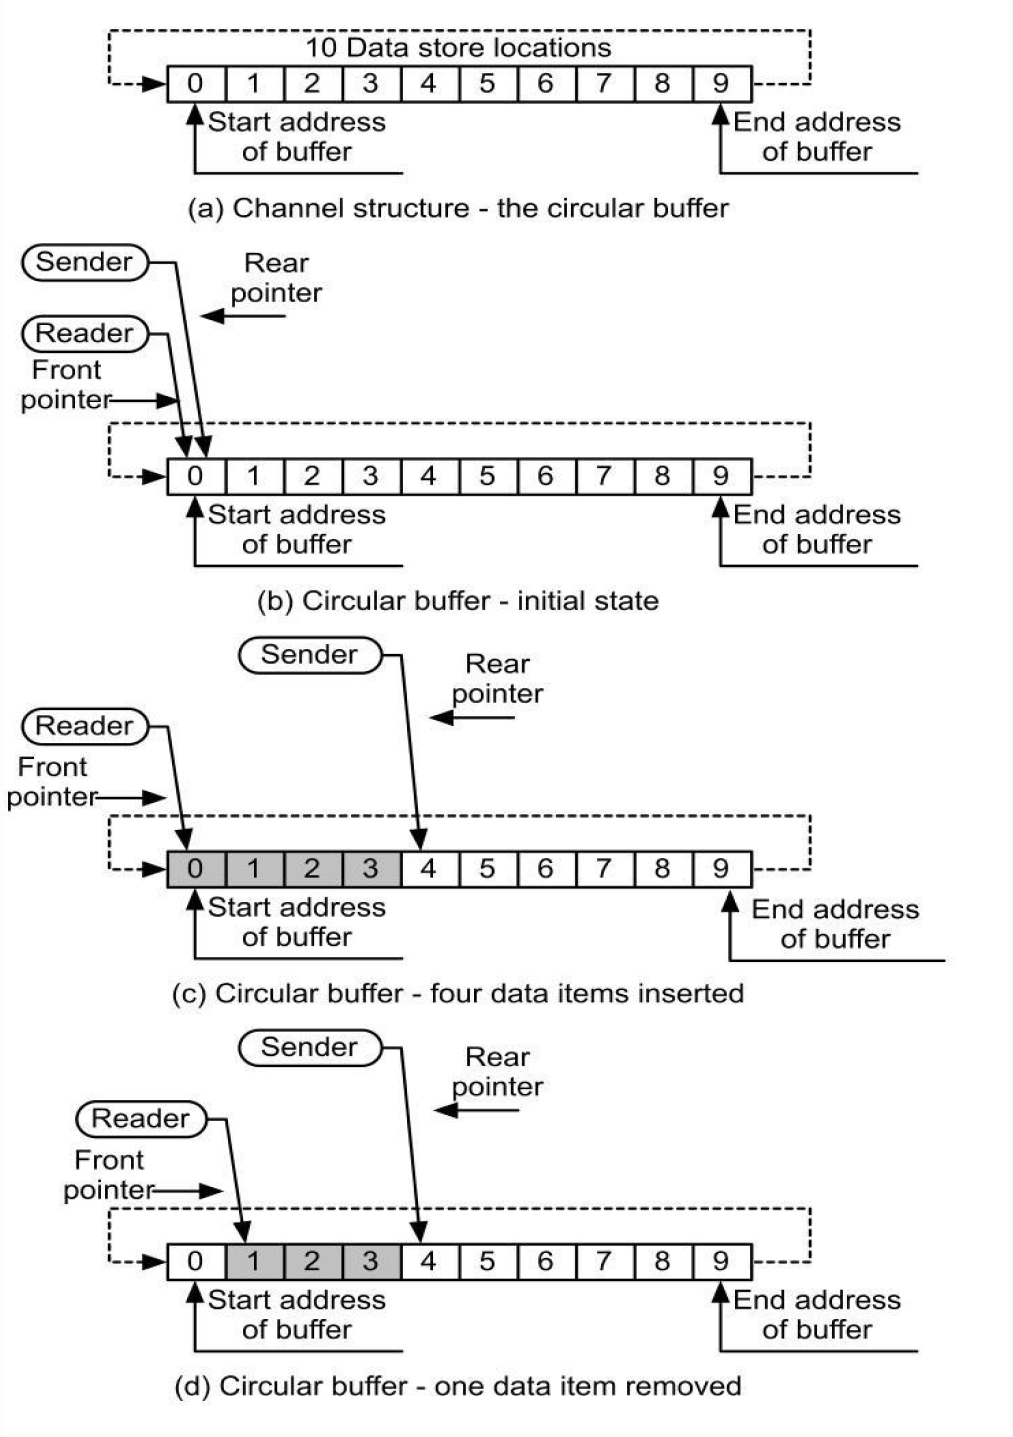 10 Data store locations
0 1 2 3 4 5 6 7 8 9
Start address
of buffer
End address
of buffer
(a) Channel structure - the circular buffer
Sender
Rear
pointer
Reader
Front
pointer
0 1 2 3 4 5 6 7 8 9
Start address
of buffer
End address
of buffer
(b) Circular buffer - initial state
Sender
Rear
pointer
Reader
Front
pointer
0 1 2 3 4 5 6 7 8 9
Start address
of buffer
End address
of buffer
(c) Circular buffer - four data items inserted
Sender
Rear
pointer
Reader
Front
pointer
0 1 2 3 4 5 6 7 8 9
Start address
of buffer
End address
of buffer
(d) Circular buffer - one data item removed